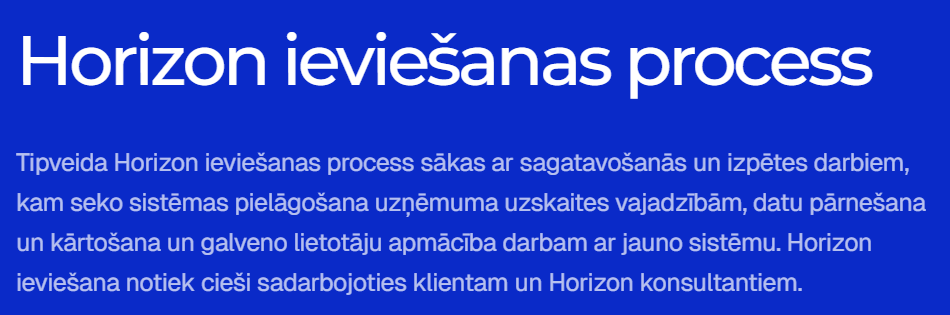 Horizon ieviešanas process
Tipveida Horizon ieviešanas process sākas ar sagatavošanās un izpētes darbiem,
kam seko sistēmas pielāgošana uzņēmuma uzskaites vajadzībām, datu pārnešana
un kārtošana un galveno lietotāju apmācība darbam ar jauno sistēmu. Horizon
ieviešana notiek cieši sadarbojoties klientam un Horizon konsultantiem.